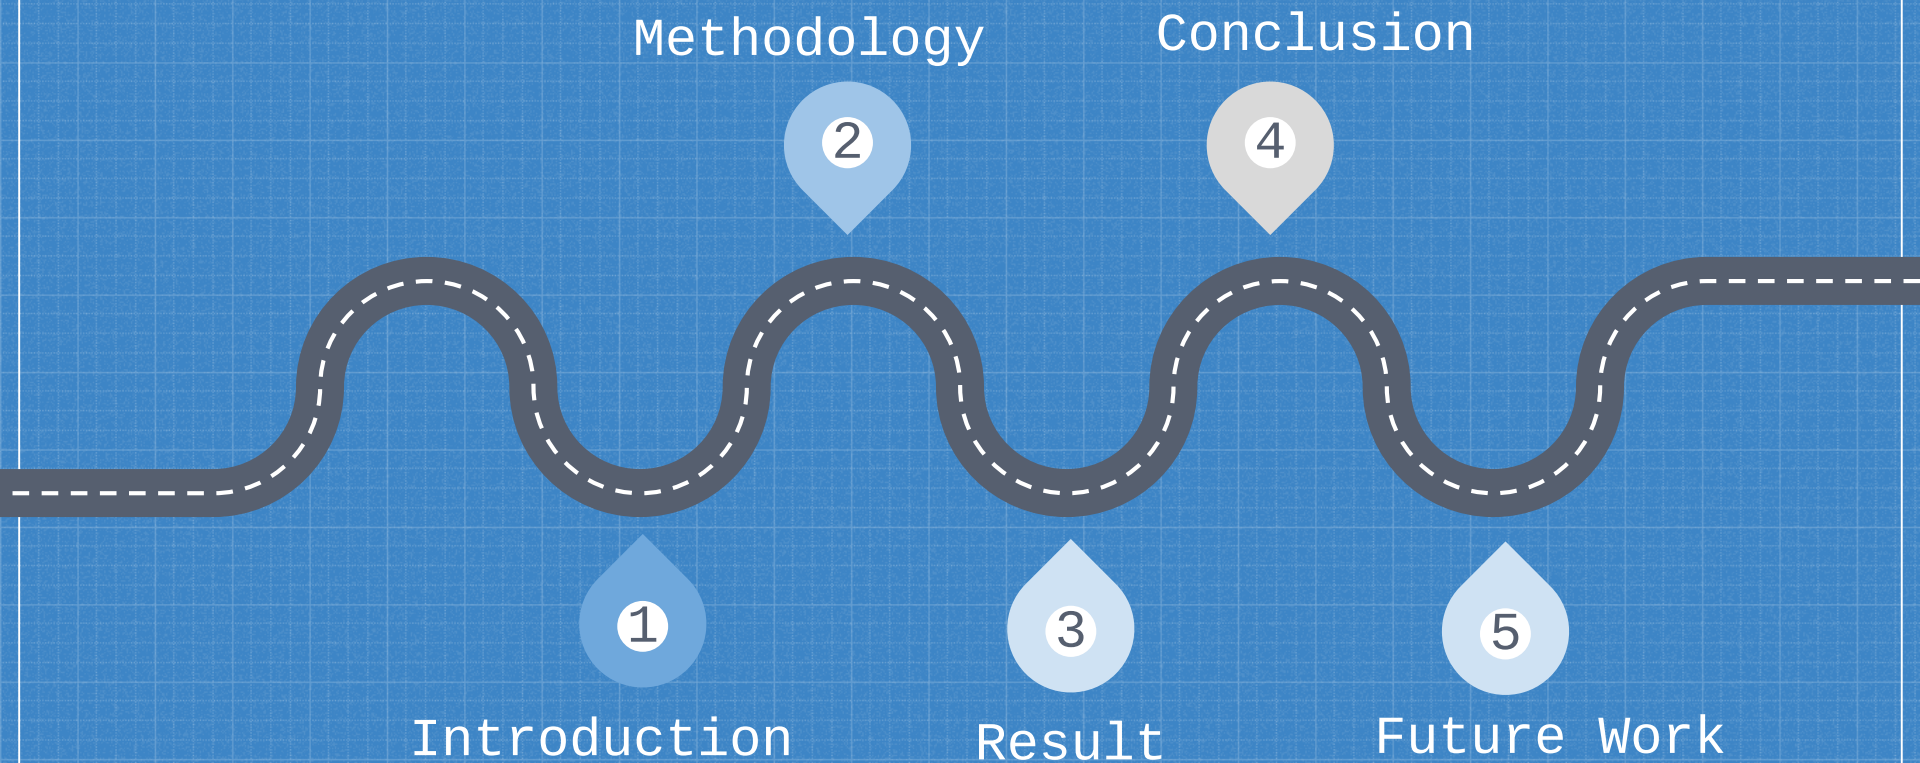 Methodology
Conclusion
2
4
1
3
5
Introduction
Result
Future Work